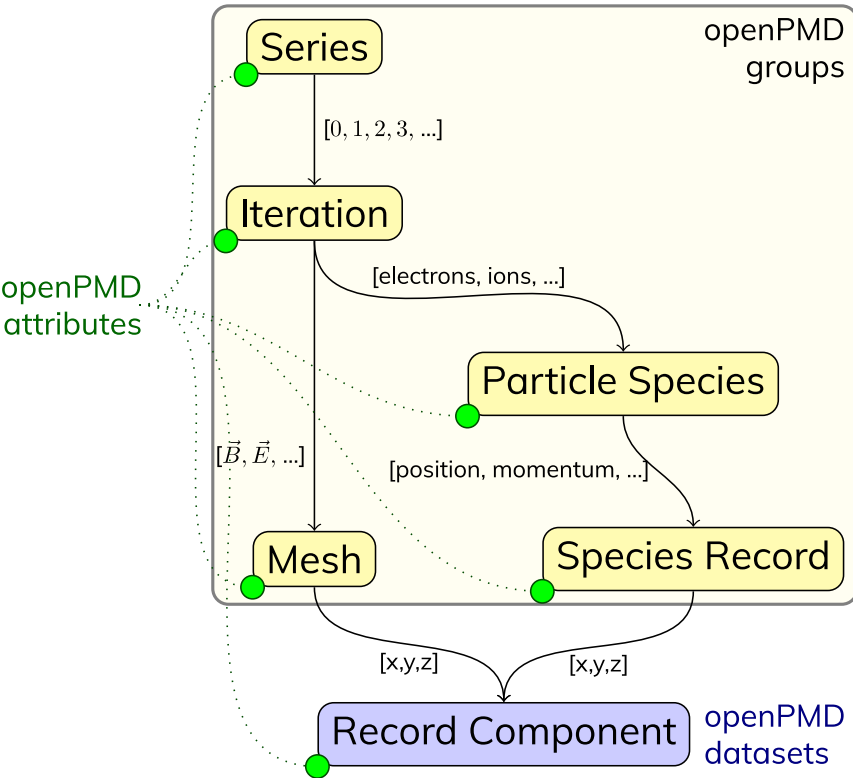 Series
openPMD
groups
[0, 1, 2, 3, ...]
Iteration
[electrons, ions, ...]
openPMD
attributes
Particle Species
[B⃗, E⃗, ...]
[position, momentum, ...]
Mesh
Species Record
[x,y,z]
[x,y,z]
Record Component
openPMD
datasets